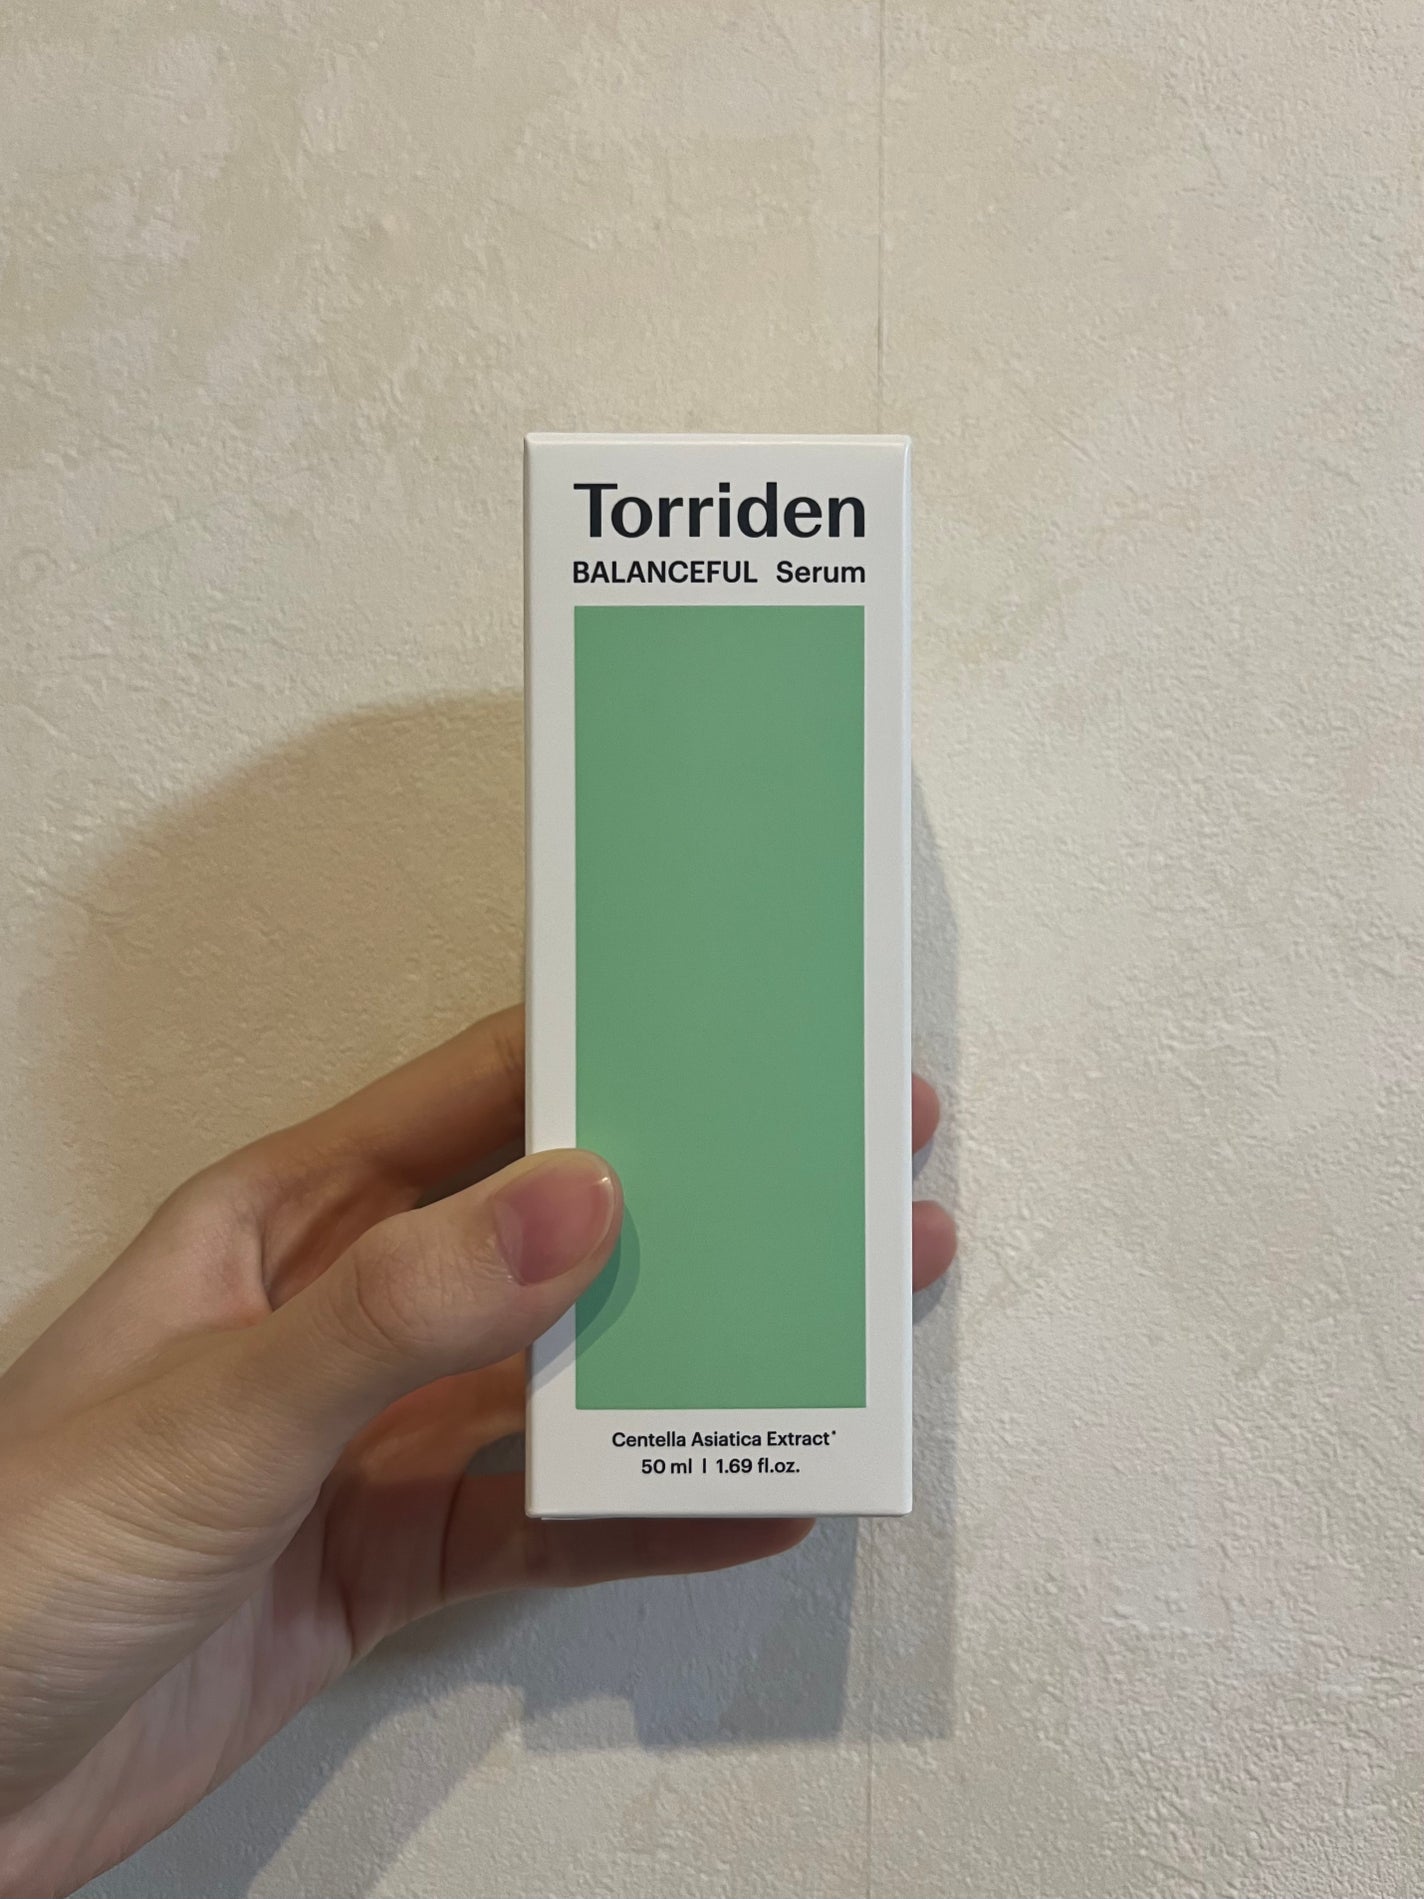 Torriden
BALANCEFUL Serum
Centella Asiatica Extract*
50 ml | 1.69 fl.oz.